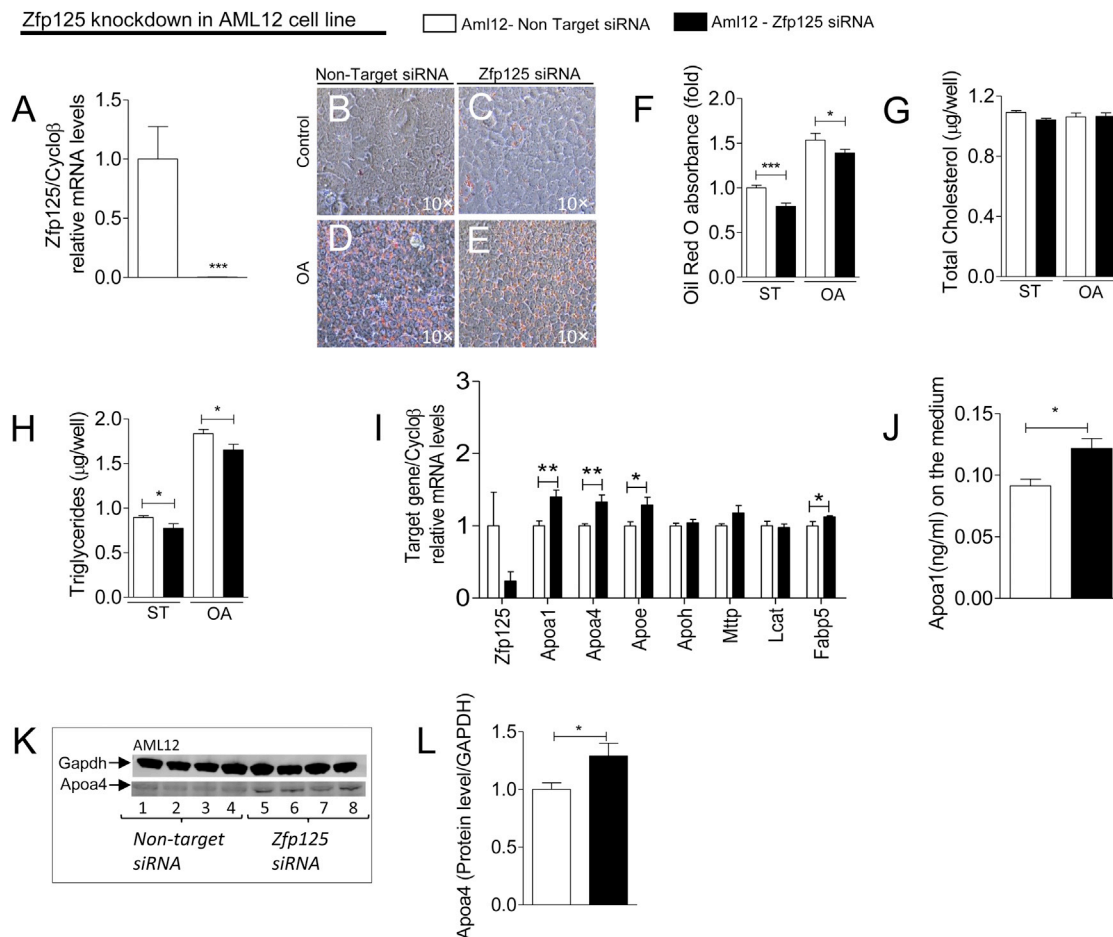 Zfp125 knockdown in AML12 cell line
Aml12- Non Target siRNA
Aml12 - Zfp125 siRNA
A
Zfp125/Cycloβ
relative mRNA levels
1.5
1.0
0.5
0.0
***
Non-Target siRNA
Zfp125 siRNA
Control
OA
B
10×
C
10×
D
10×
E
10×
F
Oil Red O absorbance (fold)
2.0
1.5
1.0
0.5
0.0
***
*
ST
OA
G
Total Cholesterol (μg/well)
1.2
0.6
0.0
ST
OA
H
Triglycerides (μg/well)
2.0
1.5
1.0
0.5
0.0
*
*
ST
OA
I
Target gene/Cycloβ
relative mRNA levels
3
2
1
0
**
**
*
*
Zfp125
Apoa1
Apoa4
Apoe
Apoh
Mttp
Lcat
Fabp5
J
Apoa1(ng/ml) on the medium
0.15
0.10
0.05
0.00
*
K
AML12
Gapdh
Apoa4
1 2 3 4 5 6 7 8
Non-target
siRNA
Zfp125
siRNA
L
Apoa4 (Protein level/GAPDH)
1.5
1.0
0.5
0.0
*